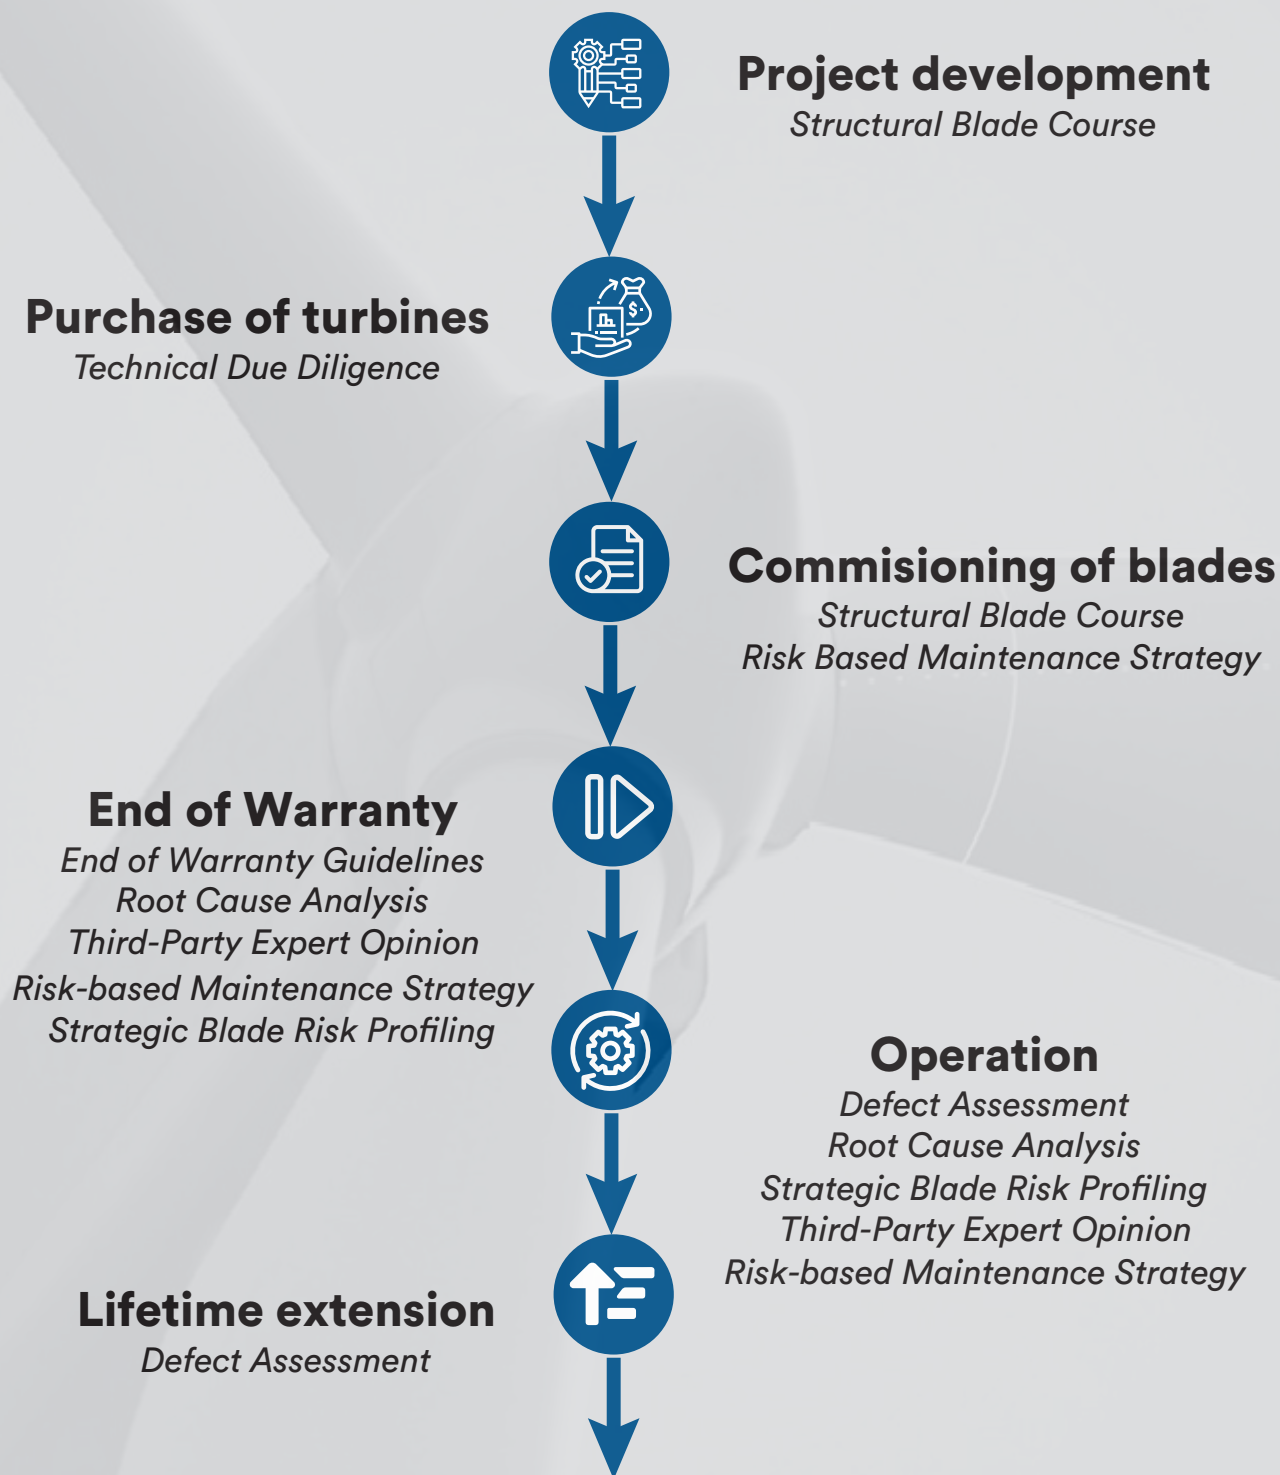 Project development
Structural Blade Course
Purchase of turbines
Technical Due Diligence
Commisioning of blades
Structural Blade Course
Risk Based Maintenance Strategy
End of Warranty
End of Warranty Guidelines
Root Cause Analysis
Third-Party Expert Opinion
Risk-based Maintenance Strategy
Strategic Blade Risk Profiling
Operation
Defect Assessment
Root Cause Analysis
Strategic Blade Risk Profiling
Third-Party Expert Opinion
Risk-based Maintenance Strategy
Lifetime extension
Defect Assessment